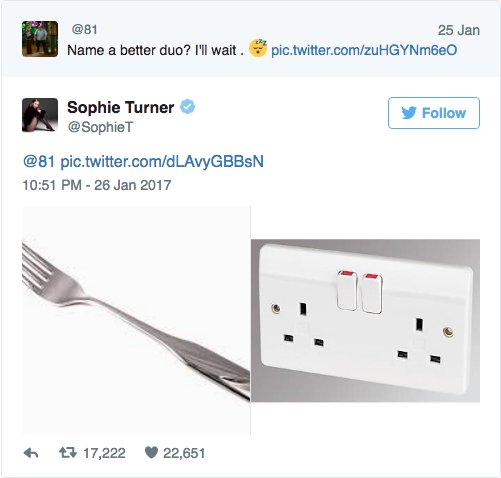 @81
25 Jan
Name a better duo? I'll wait . 😴 pic.twitter.com/zuHGYNm6eO
Sophie Turner
Follow
@SophieT
@81 pic.twitter.com/dLAvyGBBsN
10:51 PM - 26 Jan 2017
17,222
22,651